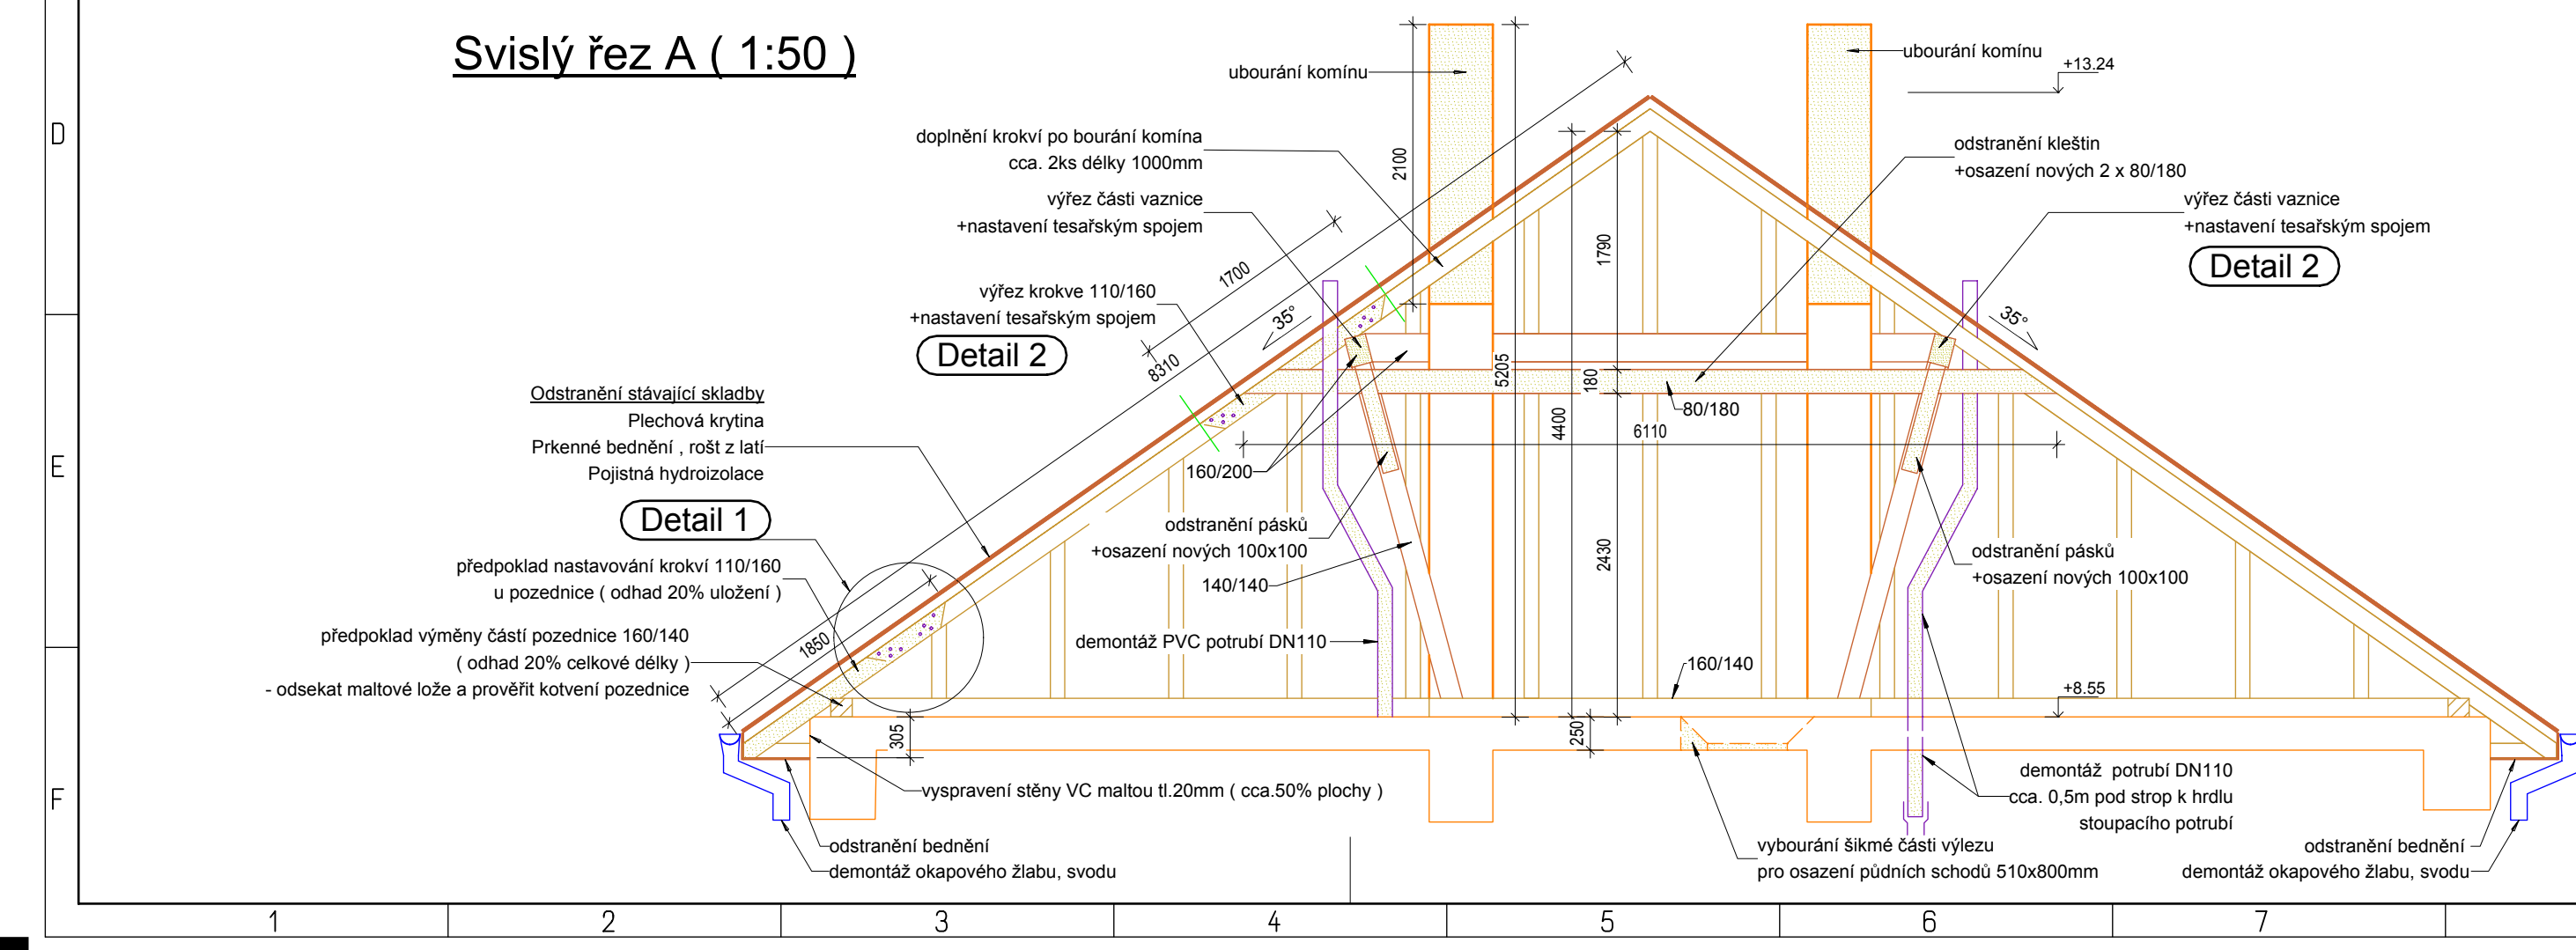 Svislý řez A ( 1:50 )
ubourání komínu
ubourání komínu
+13.24
D
doplnění krokví po bourání komína
cca. 2ks délky 1000mm
2100
odstranění kleštin
+osazení nových 2 x 80/180
výřez části vaznice
+nastavení tesařským spojem
výřez části vaznice
+nastavení tesařským spojem
Detail 2
1790
1700
výřez krokve 110/160
+nastavení tesařským spojem
Detail 2
35°
35°
8310
5205
180
4400
80/180
6110
Odstranění stávající skladby
Plechová krytina
Prkenné bednění , rošt z latí
Pojistná hydroizolace
E
160/200
Detail 1
odstranění pásků
+osazení nových 100x100
2430
odstranění pásků
+osazení nových 100x100
předpoklad nastavování krokví 110/160
u pozednice ( odhad 20% uložení )
140/140
předpoklad výměny částí pozednice 160/140
( odhad 20% celkové délky )
- odsekat maltové lože a prověřit kotvení pozednice
1850
demontáž PVC potrubí DN110
160/140
+8.55
305
250
F
vyspravení stěny VC maltou tl.20mm ( cca.50% plochy )
demontáž potrubí DN110
cca. 0,5m pod strop k hrdlu
stoupacího potrubí
odstranění bednění
demontáž okapového žlabu, svodu
vybourání šikmé části výlezu
pro osazení půdních schodů 510x800mm
odstranění bednění
demontáž okapového žlabu, svodu
1 2 3 4 5 6 7